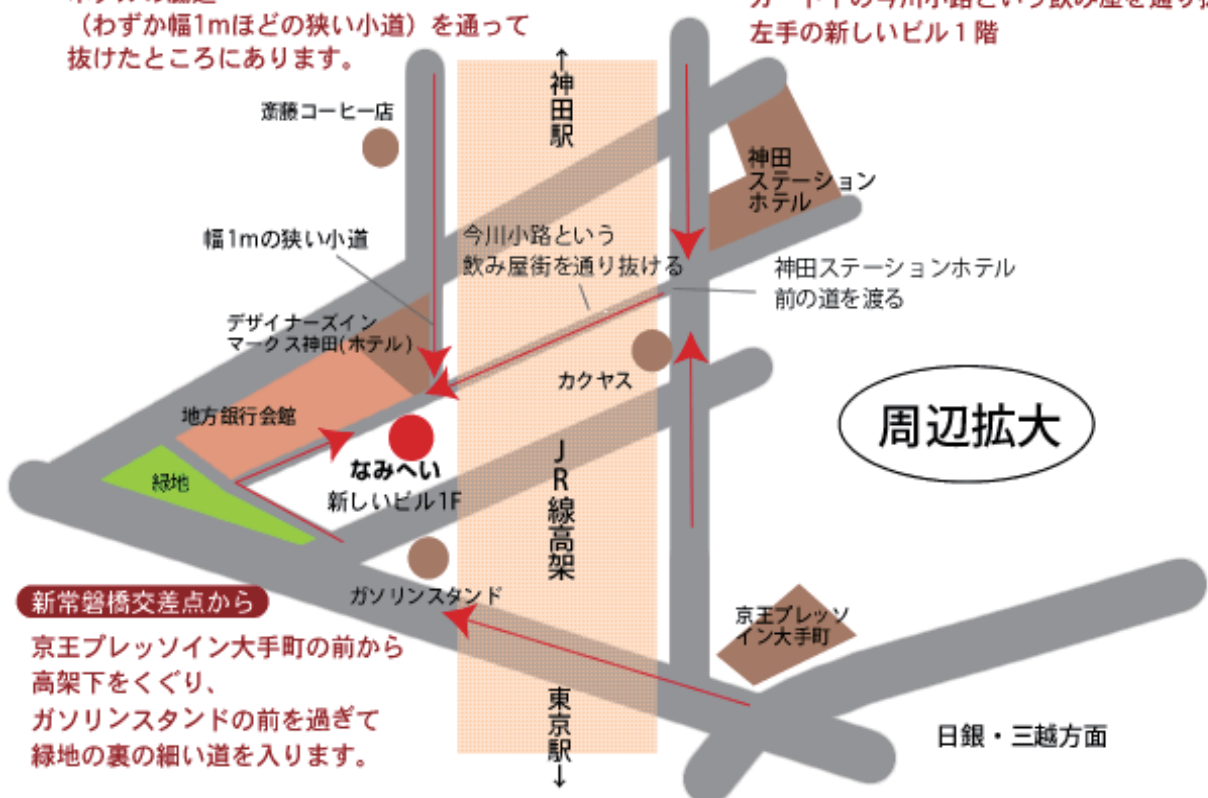 （わずか幅1mほどの狭い小道）を通って
抜けたところにあります。
左手の新しいビル１階
↑神田駅
斎藤コーヒー店
神田
ステーション
ホテル
幅1mの狭い小道
今川小路という
飲み屋街を通り抜ける
神田ステーションホテル
前の道を渡る
デザイナーズイン
マークス神田(ホテル)
カクヤス
地方銀行会館
周辺拡大
なみへい
新しいビル1F
緑地
ＪＲ線高架
ガソリンスタンド
新常磐橋交差点から
京王プレッソイン大手町の前から
高架下をくぐり、
ガソリンスタンドの前を過ぎて
緑地の裏の細い道を入ります。
京王プレッソ
イン大手町
東京駅↓
日銀・三越方面